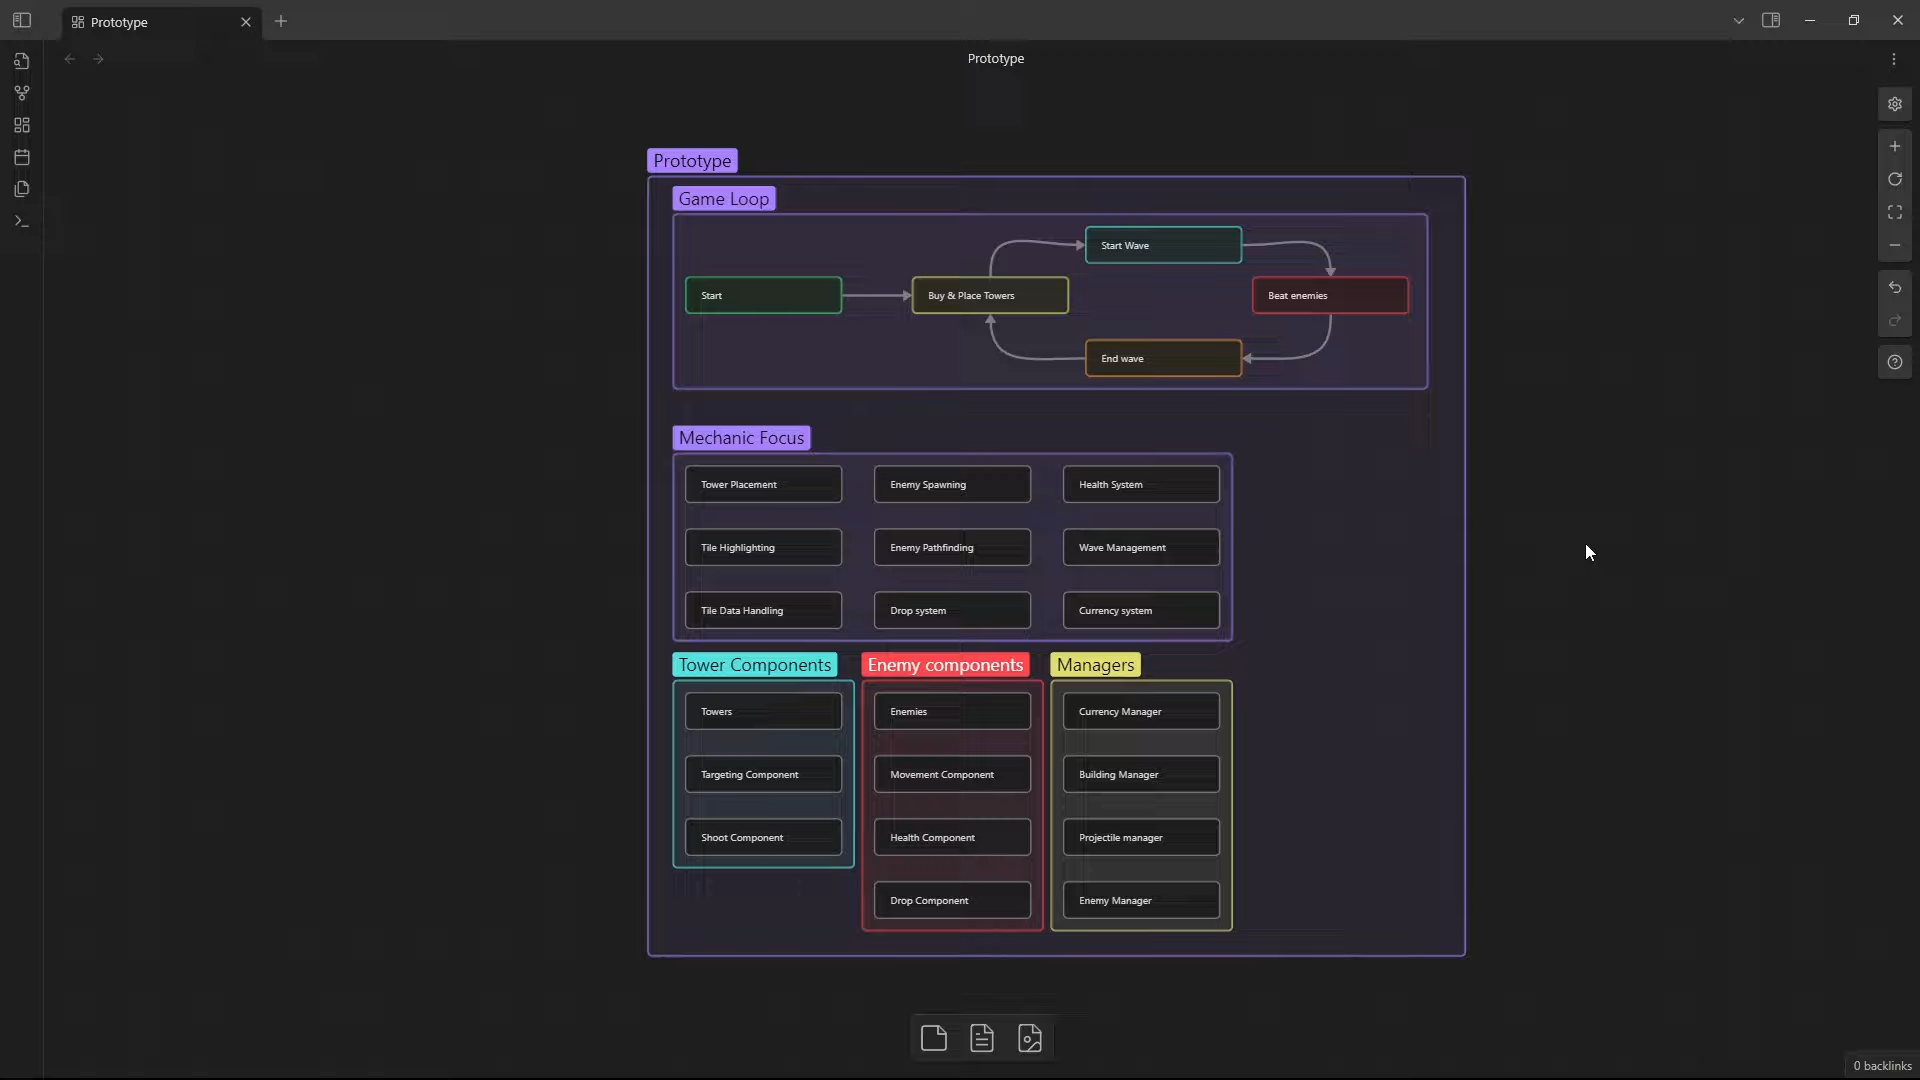 Prototype
Prototype
Prototype
Game Loop
Start Wave
Start
Buy & Place Towers
Beat enemies
End wave
Mechanic Focus
Tower Placement
Enemy Spawning
Health System
Tile Highlighting
Enemy Pathfinding
Wave Management
Tile Data Handling
Drop system
Currency system
Tower Components
Towers
Targeting Component
Shoot Component
Enemy components
Enemies
Movement Component
Health Component
Drop Component
Managers
Currency Manager
Building Manager
Projectile manager
Enemy Manager
0 backlinks